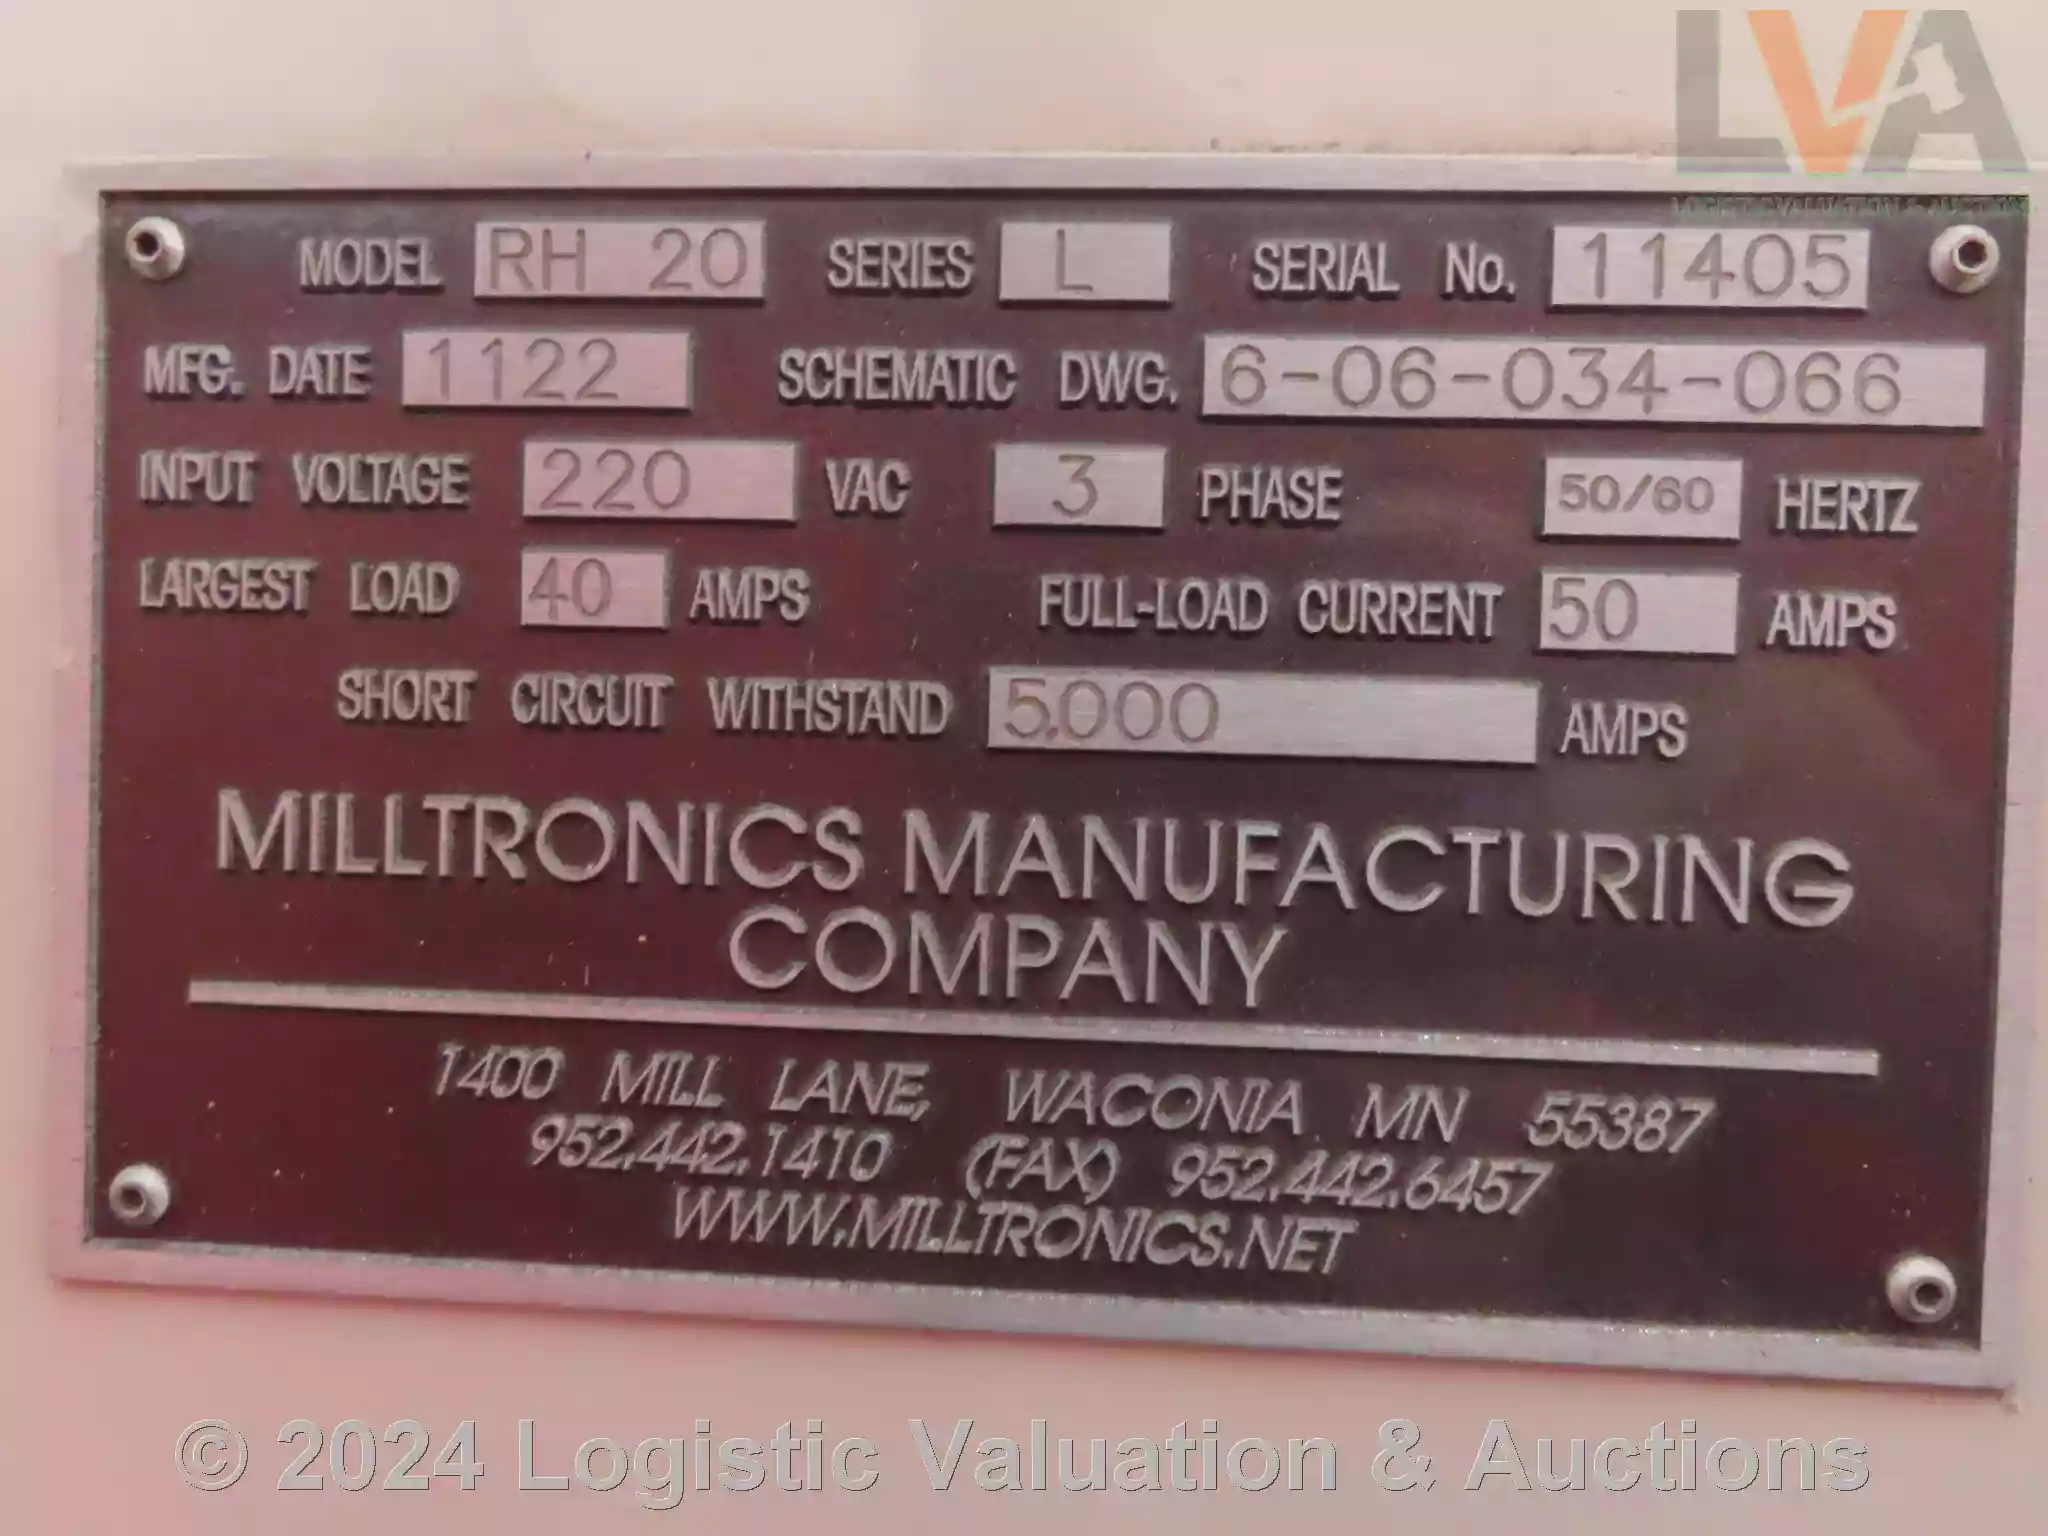 LVA
LOGISTIC VALUATION & AUCTIONS
MODEL RH 20 SERIES L SERIAL No. 11405
MFG. DATE 1122 SCHEMATIC DWG. 6-06-034-066
INPUT VOLTAGE 220 VAC 3 PHASE 50/60 HERTZ
LARGEST LOAD 40 AMPS FULL-LOAD CURRENT 50 AMPS
SHORT CIRCUIT WITHSTAND 5,000 AMPS
MILLTRONICS MANUFACTURING
COMPANY
1400 MILL LANE, WACONIA MN 55387
952.442.1410 (FAX) 952.442.6457
WWW.MILLTRONICS.NET
© 2024 Logistic Valuation & Auctions